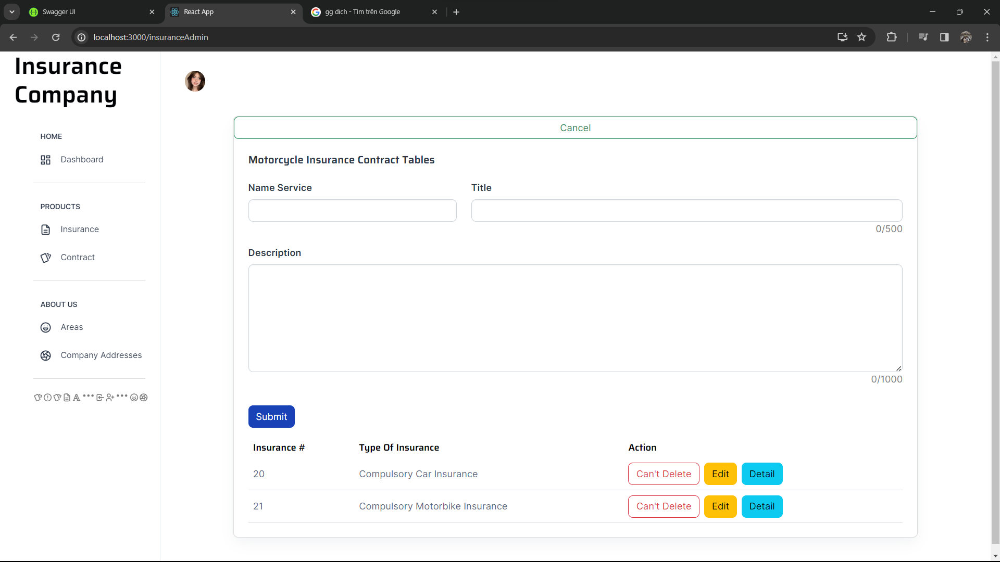 Swagger UI
React App
gg dich - Tìm trên Google
localhost:3000/insuranceAdmin
Insurance
Company
HOME
Dashboard
PRODUCTS
Insurance
Contract
ABOUT US
Areas
Company Addresses
Cancel
Motorcycle Insurance Contract Tables
Name Service
Title
0/500
Description
0/1000
Submit
Insurance # Type Of Insurance Action
20 Compulsory Car Insurance Can't Delete Edit Detail
21 Compulsory Motorbike Insurance Can't Delete Edit Detail